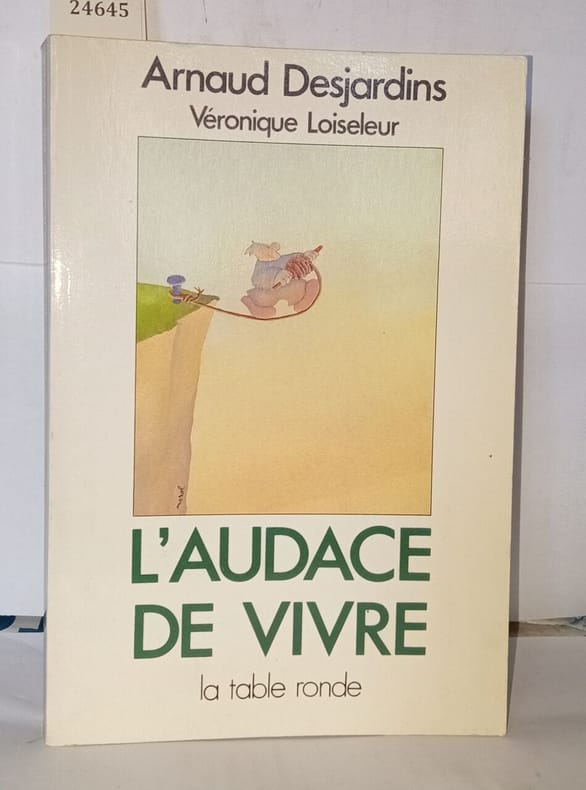 24645
Arnaud Desjardins
Véronique Loiseleur
L'AUDACE
DE VIVRE
la table ronde